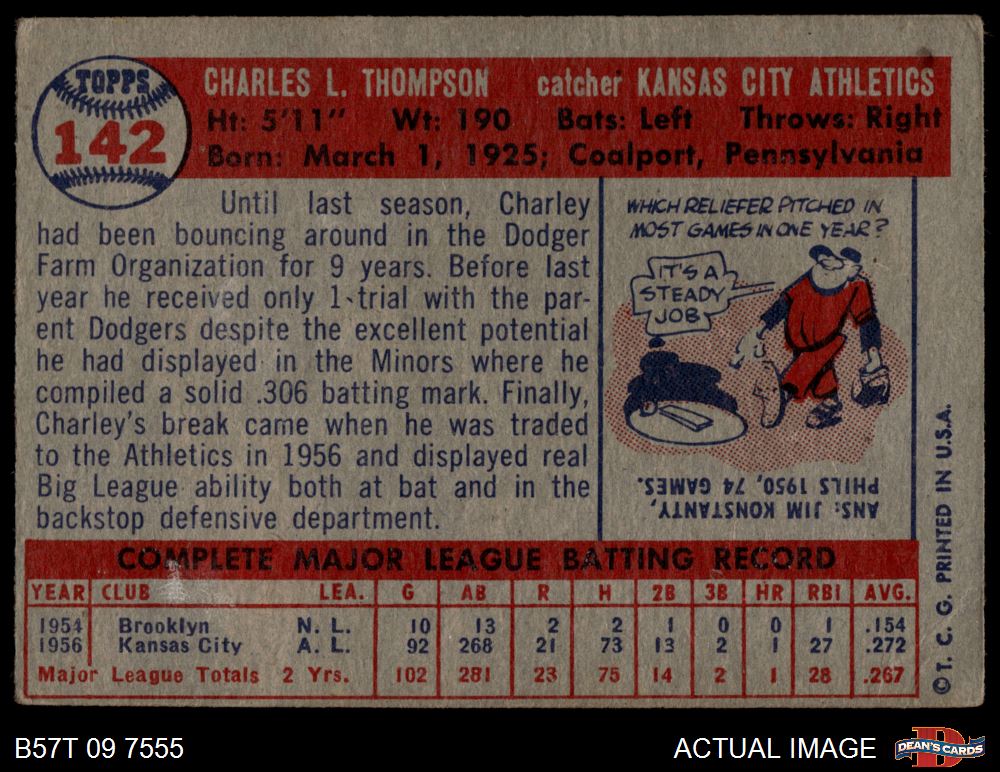 TOPPS
142
CHARLES L. THOMPSON catcher KANSAS CITY ATHLETICS
Ht: 5'11" Wt: 190 Bats: Left Throws: Right
Born: March 1, 1925; Coalport, Pennsylvania
Until last season, Charley
had been bouncing around in the Dodger
Farm Organization for 9 years. Before last
year he received only 1 trial with the par-
ent Dodgers despite the excellent potential
he had displayed in the Minors where he
compiled a solid .306 batting mark. Finally,
Charley's break came when he was traded
to the Athletics in 1956 and displayed real
Big League ability both at bat and in the
backstop defensive department.
WHICH RELIEFER PITCHED IN
MOST GAMES IN ONE YEAR?
IT'S A
STEADY
JOB
ANS: JIM KONSTANTY,
PHILS 1950, 74 GAMES.
COMPLETE MAJOR LEAGUE BATTING RECORD
YEAR CLUB LEA. G AB R H 2B 3B HR RBI AVG.
1954 Brooklyn N. L. 10 13 2 2 1 0 0 1 .154
1956 Kansas City A. L. 92 268 21 73 13 2 1 27 .272
Major League Totals 2 Yrs. 102 281 23 75 14 2 1 28 .267
©T. C. G. PRINTED IN U.S.A.
B57T 09 7555
ACTUAL IMAGE
DEAN'S CARDS